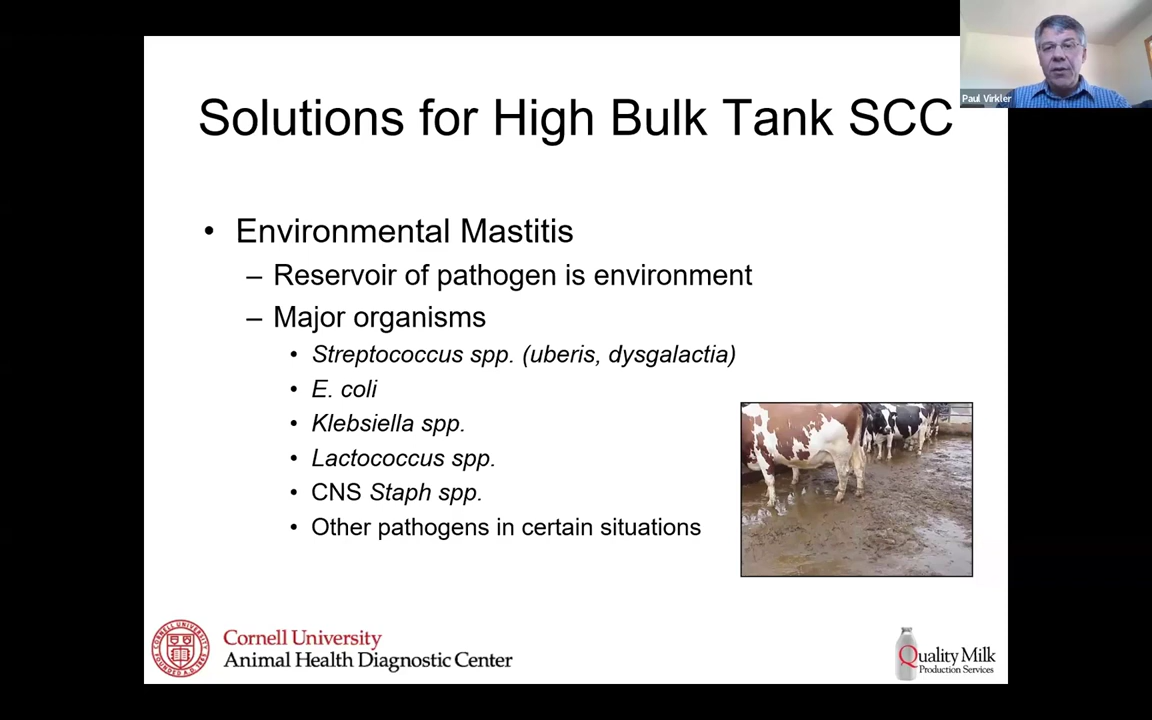 Paul Virkler
Solutions for High Bulk Tank SCC
• Environmental Mastitis
– Reservoir of pathogen is environment
– Major organisms
• Streptococcus spp. (uberis, dysgalactia)
• E. coli
• Klebsiella spp.
• Lactococcus spp.
• CNS Staph spp.
• Other pathogens in certain situations
Cornell University
Animal Health Diagnostic Center
Quality Milk
Production Services